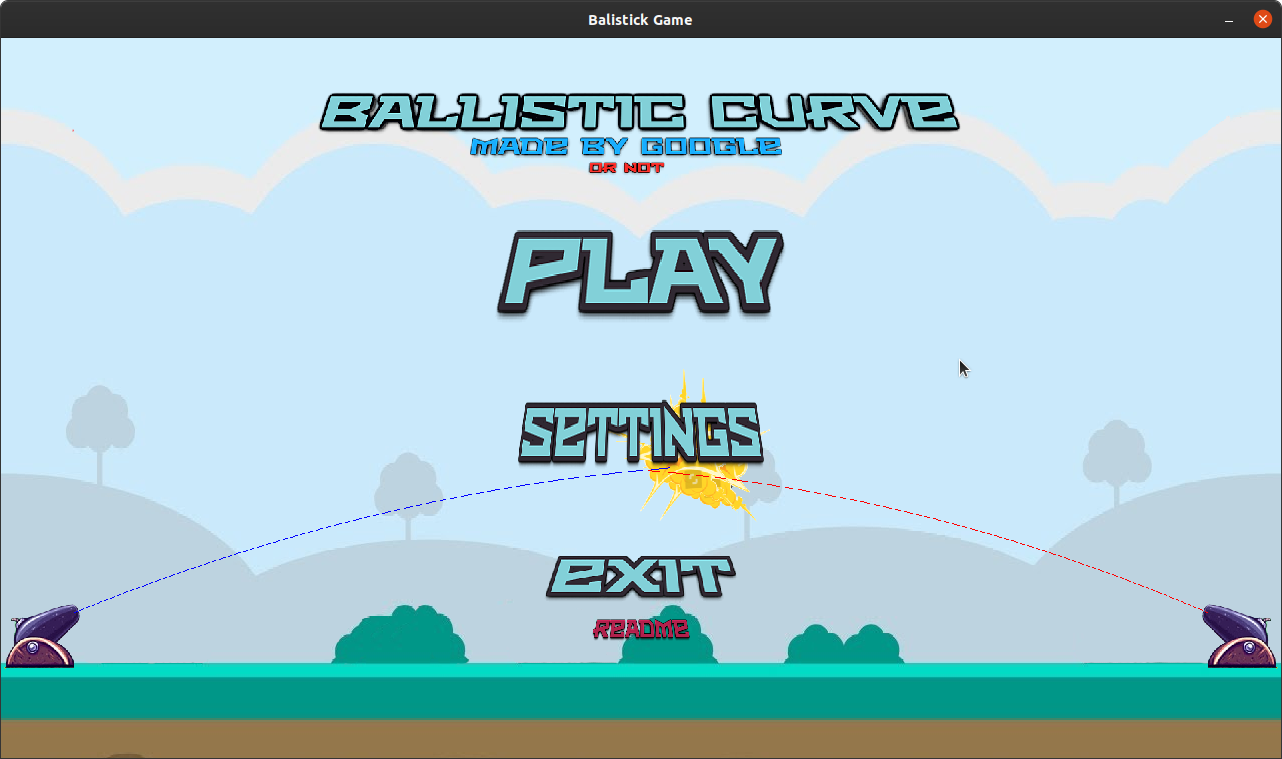 Balistick Game
BALLISTIC CURVE
MADE BY GOOGLE
OR NOT
PLAY
SETTINGS
EXIT
README